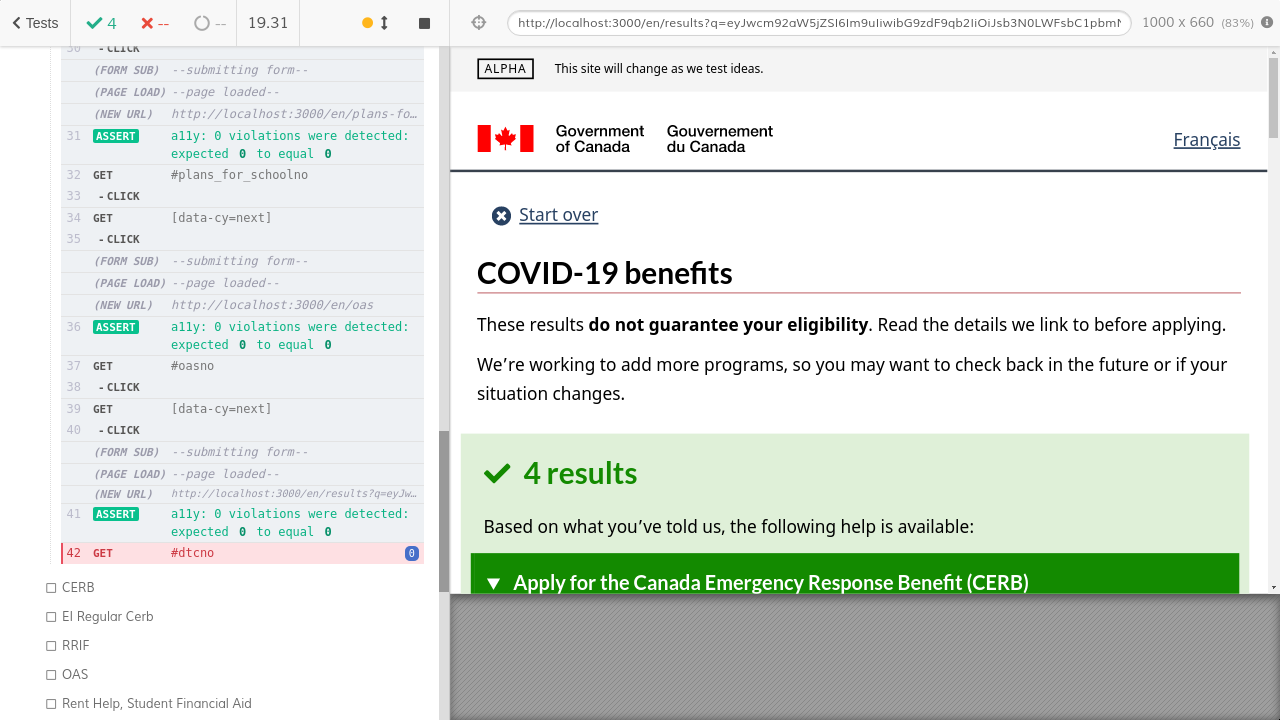 Tests
4
--
--
19.31
http://localhost:3000/en/results?q=eyJwcm92aW5jZSI6Im9uIiwibG9zdF9qb2IiOiJsb3N0LWFsbC1pbmN
1000 x 660 (83%)
30 - CLICK
(FORM SUB) --submitting form--
(PAGE LOAD) --page loaded--
(NEW URL) http://localhost:3000/en/plans-fo…
31 ASSERT a11y: 0 violations were detected:
expected 0 to equal 0
32 GET #plans_for_schoolno
33 - CLICK
34 GET [data-cy=next]
35 - CLICK
(FORM SUB) --submitting form--
(PAGE LOAD) --page loaded--
(NEW URL) http://localhost:3000/en/oas
36 ASSERT a11y: 0 violations were detected:
expected 0 to equal 0
37 GET #oasno
38 - CLICK
39 GET [data-cy=next]
40 - CLICK
(FORM SUB) --submitting form--
(PAGE LOAD) --page loaded--
(NEW URL) http://localhost:3000/en/results?q=eyJw…
41 ASSERT a11y: 0 violations were detected:
expected 0 to equal 0
42 GET #dtcno 0
CERB
EI Regular Cerb
RRIF
OAS
Rent Help, Student Financial Aid
ALPHA This site will change as we test ideas.
Government of Canada
Gouvernement du Canada
Français
Start over
COVID-19 benefits
These results do not guarantee your eligibility. Read the details we link to before applying.
We’re working to add more programs, so you may want to check back in the future or if your
situation changes.
4 results
Based on what you’ve told us, the following help is available:
Apply for the Canada Emergency Response Benefit (CERB)